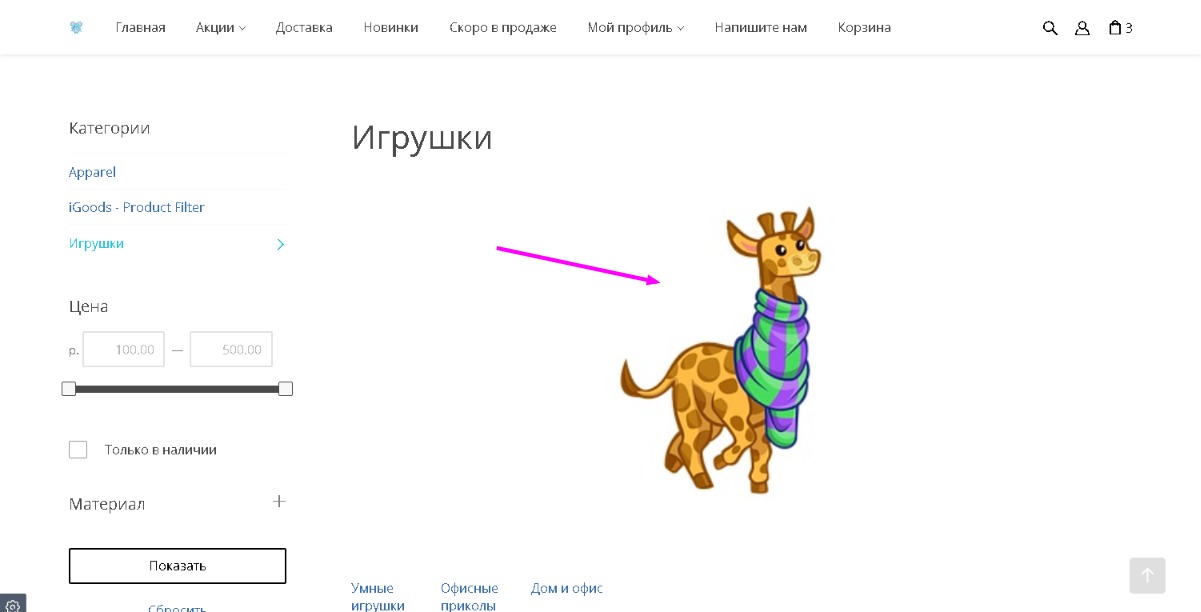 Главная Акции Доставка Новинки Скоро в продаже Мой профиль Напишите нам Корзина 3
Категории
Apparel
iGoods - Product Filter
Игрушки
Цена
р. 100.00 — 500.00
Только в наличии
Материал
Показать
Сбросить
Игрушки
Умные игрушки
Офисные приколы
Дом и офис